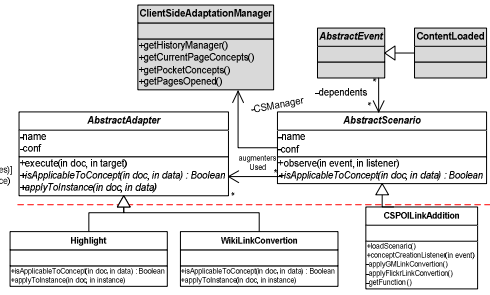 ClientSideAdaptationManager
+getHistoryManager()
+getCurrentPageConcepts()
+getPocketConcepts()
+getPagesOpened()
AbstractEvent
ContentLoaded
-dependents
*
*
-CSManager
AbstractAdapter
-name
-conf
+execute(in doc, in target)
+isApplicableToConcept(in doc, in data) : Boolean
+applyToInstance(in doc, in data)
es)]
ce)
augmenters
Used
*
*
AbstractScenario
-name
-conf
+observe(in event, in listener)
+isApplicableToConcept(in doc, in data) : Boolean
Highlight
+isApplicableToConcept(in doc, in data) : Boolean
+applyToInstance(in doc, in instance)
WikiLinkConvertion
+isApplicableToConcept(in doc, in data) : Boolean
+applyToInstance(in doc, in instance)
CSPOILinkAddition
+loadScenario()
+conceptCreationListener(in event)
-applyGMLinkConvertion()
-applyFlickrLinkConvertion()
-getFunction()